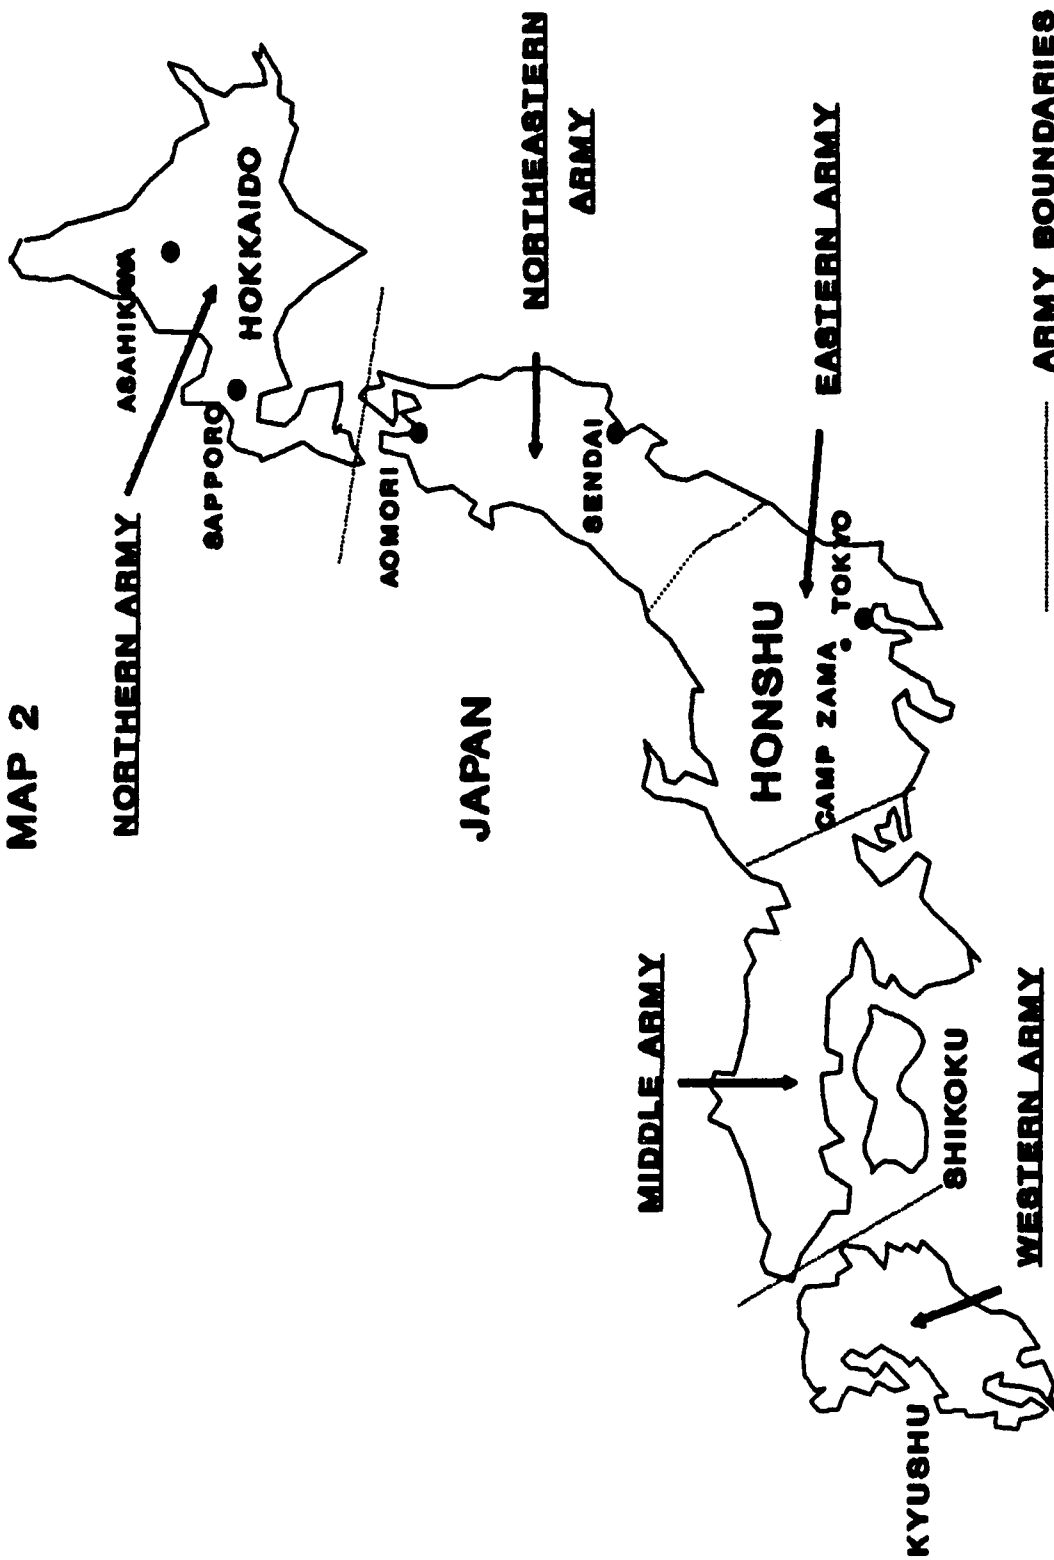 MAP 2
NORTHERN ARMY
ASAHIKAWA
SAPPORO
HOKKAIDO
JAPAN
AOMORI
NORTHEASTERN
ARMY
SENDAI
MIDDLE ARMY
HONSHU
EASTERN ARMY
CAMP ZAMA
TOKYO
SHIKOKU
KYUSHU
WESTERN ARMY
ARMY BOUNDARIES